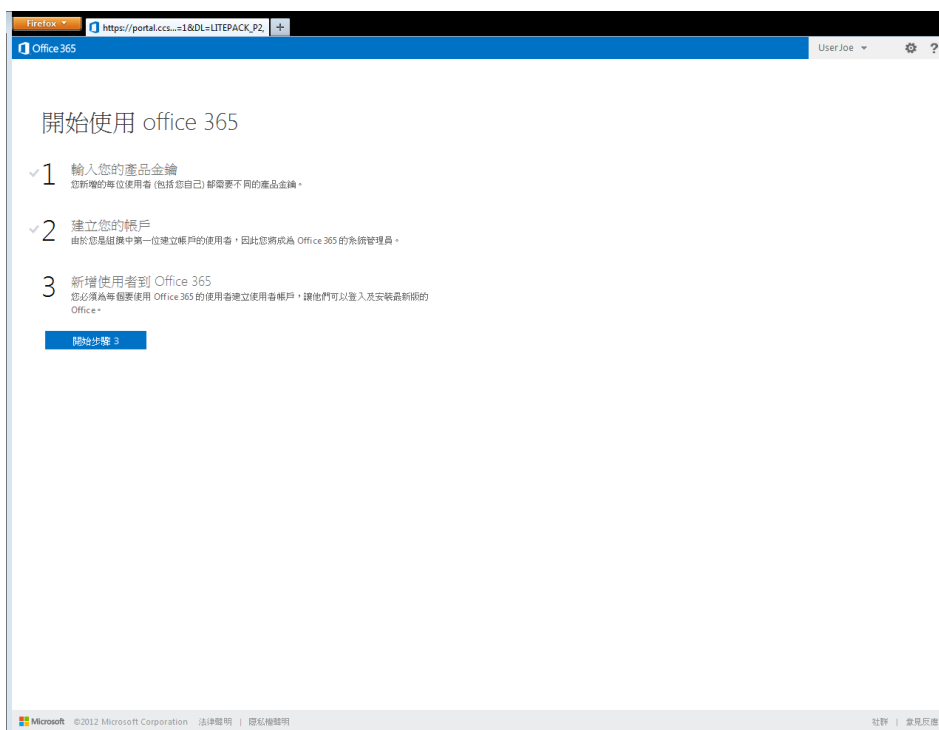 Firefox
https://portal.ccs...=1&DL=LITEPACK_P2, +
Office 365
UserJoe
?
開始使用 office 365
1
輸入您的產品金鑰
您新增的每位使用者 (包括您自己) 都需要不同的產品金鑰。
2
建立您的帳戶
由於您是組織中第一位建立帳戶的使用者，因此您將成為 Office 365 的系統管理員。
3
新增使用者到 Office 365
您必須為每個要使用 Office 365 的使用者建立使用者帳戶，讓他們可以登入及安裝最新版的
Office。
開始步驟 3
Microsoft ©2012 Microsoft Corporation 法律聲明 | 隱私權聲明
社群 | 意見反應